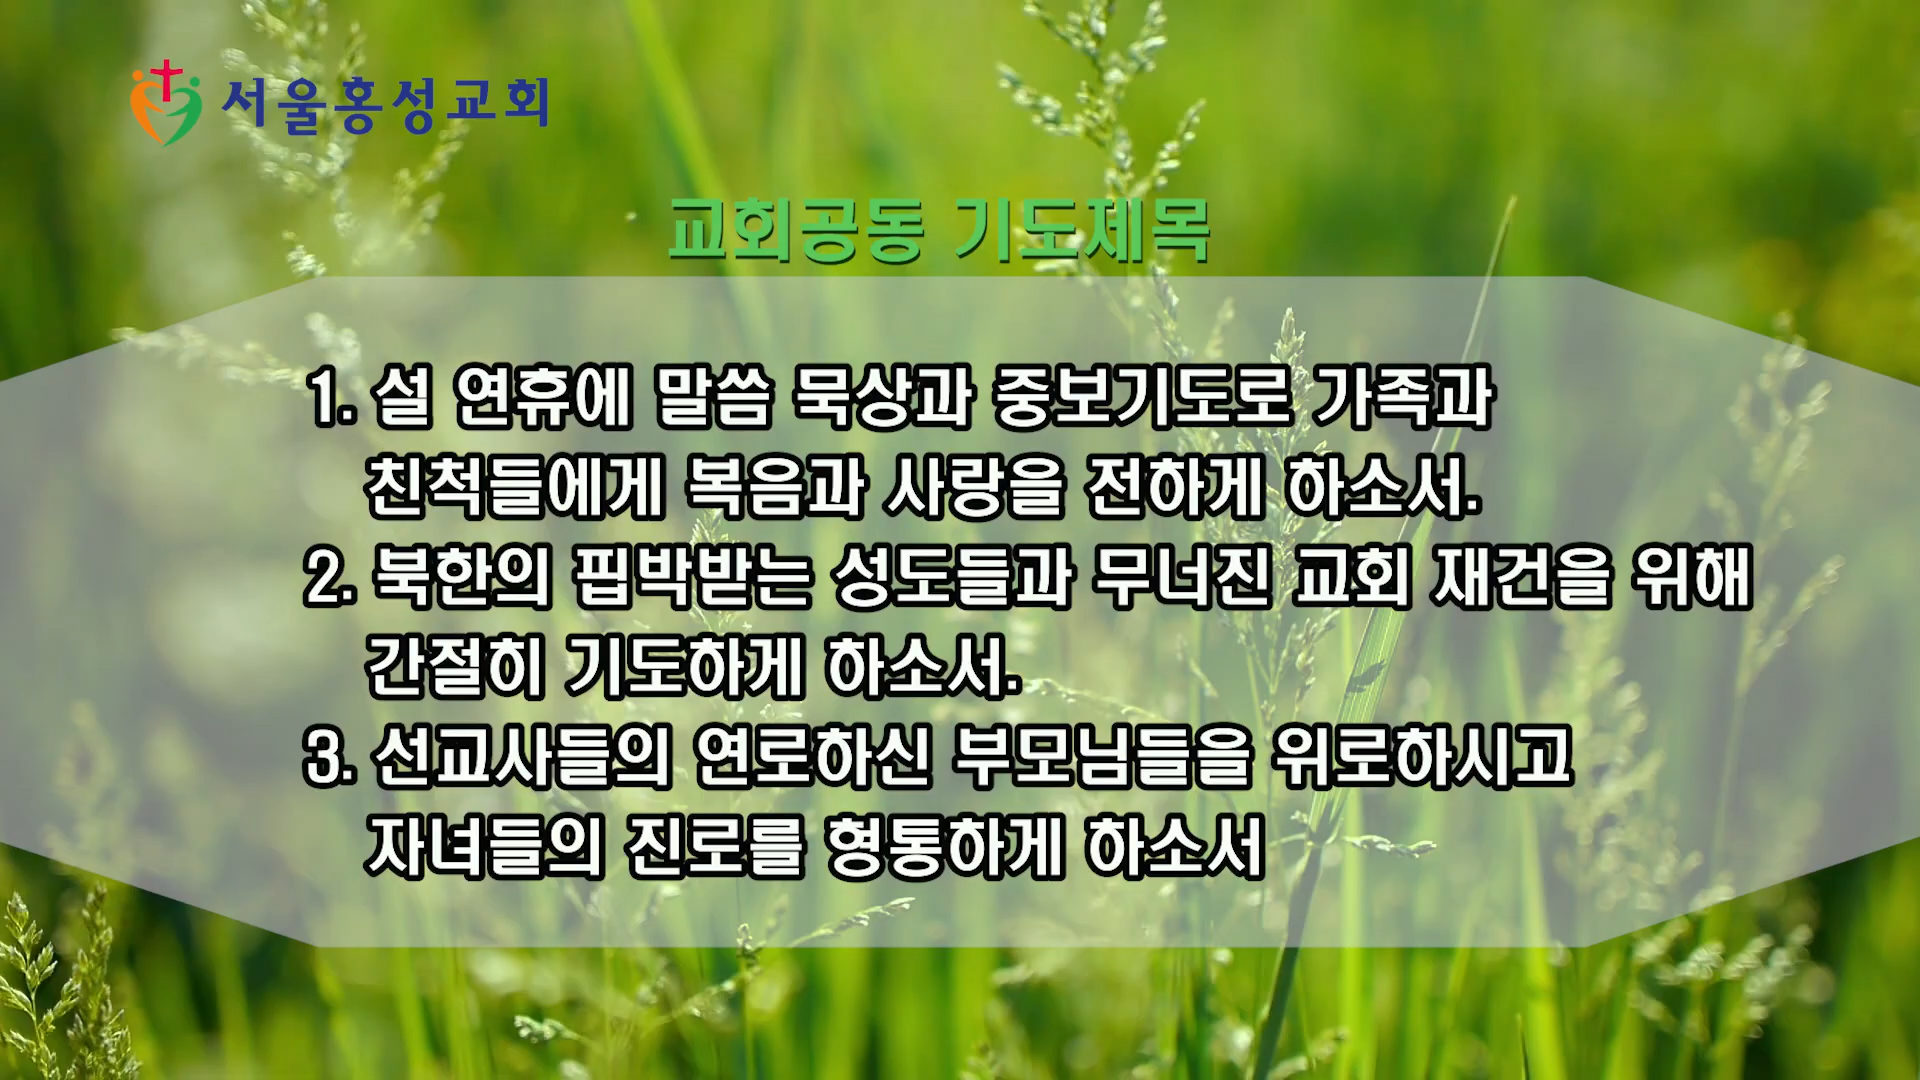 서울홍성교회
교회공동 기도제목
1. 설 연휴에 말씀 묵상과 중보기도로 가족과
친척들에게 복음과 사랑을 전하게 하소서.
2. 북한의 핍박받는 성도들과 무너진 교회 재건을 위해
간절히 기도하게 하소서.
3. 선교사들의 연로하신 부모님들을 위로하시고
자녀들의 진로를 형통하게 하소서